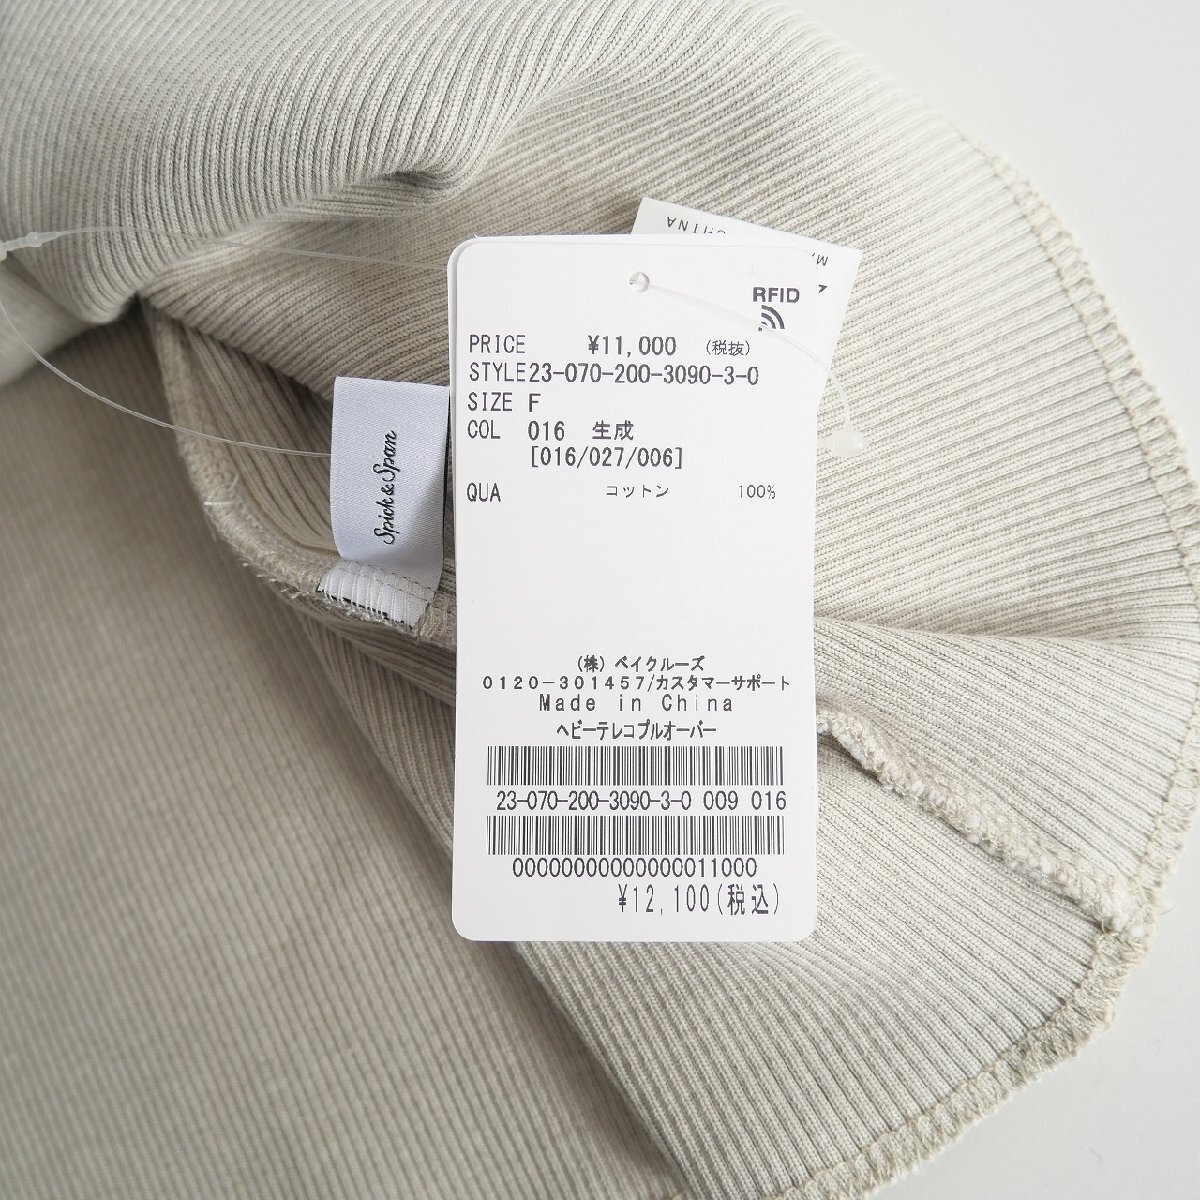 CHINA
RFID
PRICE ¥11,000 (税抜)
STYLE23-070-200-3090-3-0
SIZE F
COL 016 生成
[016/027/006]
QUA コットン 100%
Spick & Span
(株)ベイクルーズ
0120-301457/カスタマーサポート
Made in China
ヘビーテレコプルオーバー
23-070-200-3090-3-0 009 016
00000000000000011000
¥12,100(税込)